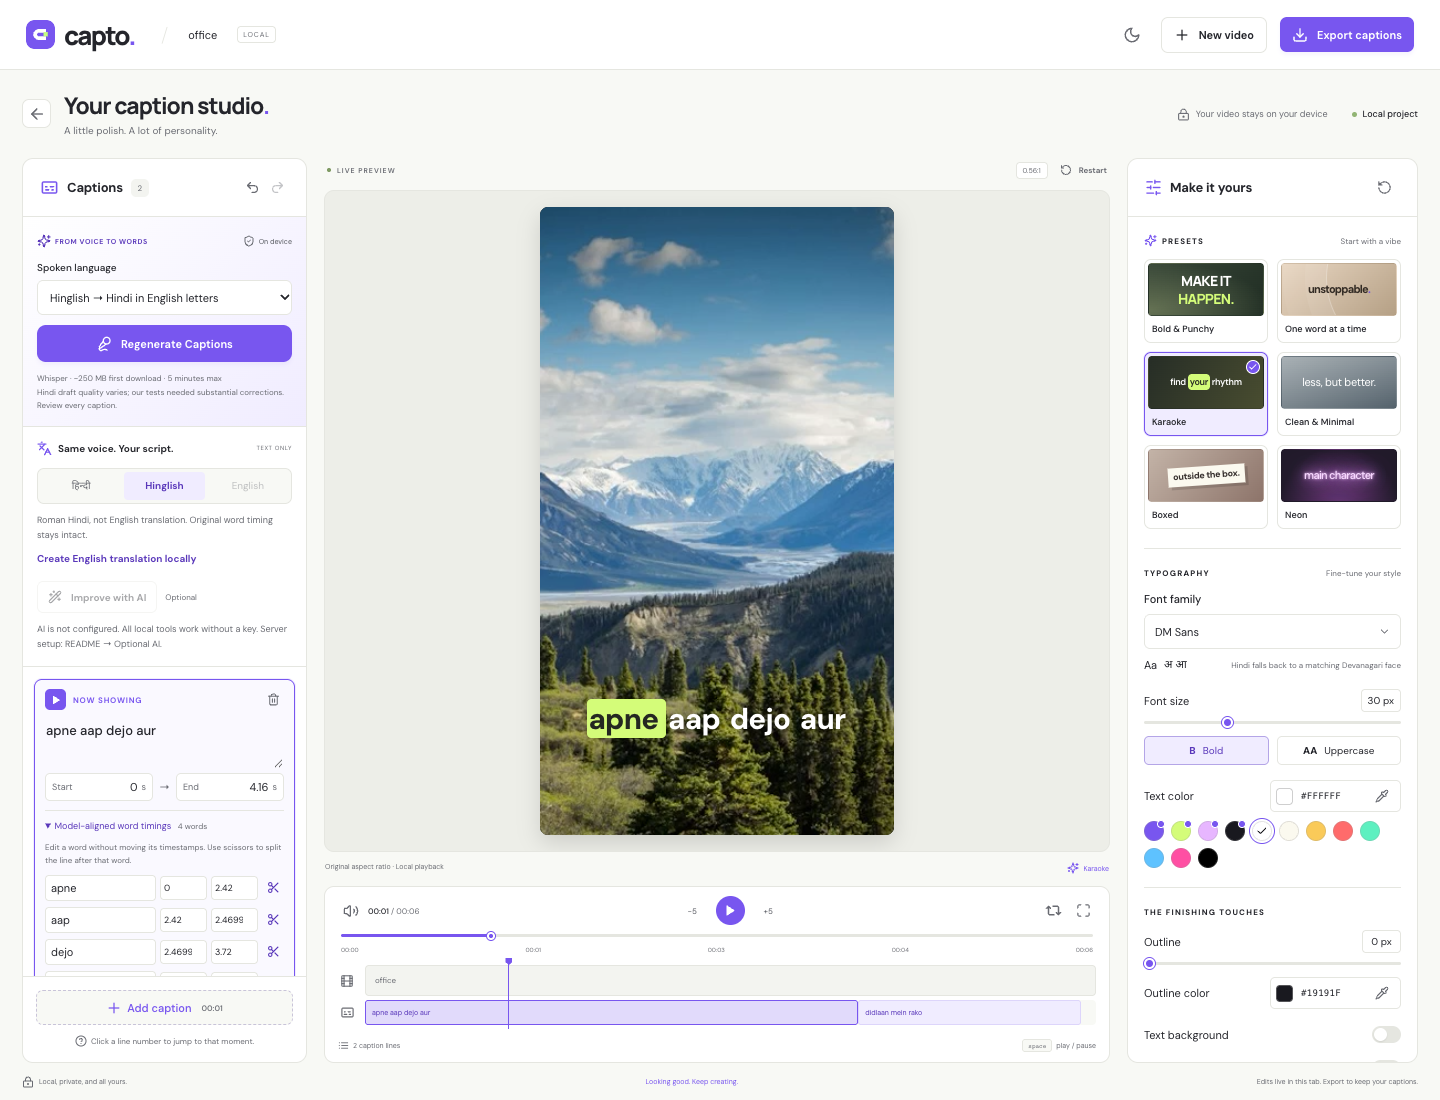 capto.
office
LOCAL
New video
Export captions
Your caption studio.
A little polish. A lot of personality.
Your video stays on your device
Local project
Captions 2
FROM VOICE TO WORDS
On device
Spoken language
Hinglish → Hindi in English letters
Regenerate Captions
Whisper · ~250 MB first download · 5 minutes max
Hindi draft quality varies; our tests needed substantial corrections.
Review every caption.
Same voice. Your script.
TEXT ONLY
हिन्दी
Hinglish
English
Roman Hindi, not English translation. Original word timing
stays intact.
Create English translation locally
Improve with AI
Optional
AI is not configured. All local tools work without a key. Server
setup: README → Optional AI.
NOW SHOWING
apne aap dejo aur
Start 0 s → End 4.16 s
▼ Model-aligned word timings 4 words
Edit a word without moving its timestamps. Use scissors to split
the line after that word.
apne 0 2.42
aap 2.42 2.4699
dejo 2.4699 3.72
Add caption 00:01
Click a line number to jump to that moment.
LIVE PREVIEW
0.56:1
Restart
apne aap dejo aur
Original aspect ratio · Local playback
Karaoke
00:01 / 00:06
-5
+5
00:00 00:01 00:03 00:04 00:06
office
apne aap dejo aur
didlaan mein rako
2 caption lines
space play / pause
Make it yours
PRESETS
Start with a vibe
MAKE IT
HAPPEN.
Bold & Punchy
unstoppable.
One word at a time
find your rhythm
Karaoke
less, but better.
Clean & Minimal
outside the box.
Boxed
main character
Neon
TYPOGRAPHY
Fine-tune your style
Font family
DM Sans
Aa अ आ
Hindi falls back to a matching Devanagari face
Font size
30 px
B Bold
AA Uppercase
Text color
#FFFFFF
THE FINISHING TOUCHES
Outline
0 px
Outline color
#19191F
Text background
Local, private, and all yours.
Looking good. Keep creating.
Edits live in this tab. Export to keep your captions.